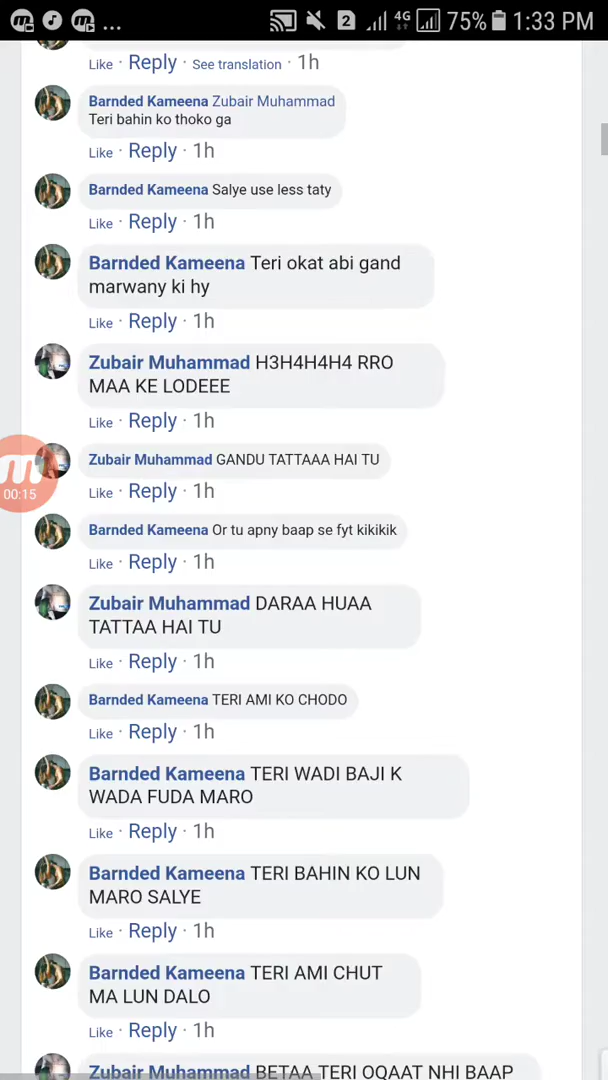 ... 2 4G 75% 1:33 PM
Like · Reply · See translation · 1h
Barnded Kameena Zubair Muhammad
Teri bahin ko thoko ga
Like · Reply · 1h
Barnded Kameena Salye use less taty
Like · Reply · 1h
Barnded Kameena Teri okat abi gand
marwany ki hy
Like · Reply · 1h
Zubair Muhammad H3H4H4H4 RRO
MAA KE LODEEE
Like · Reply · 1h
Zubair Muhammad GANDU TATTAAA HAI TU
00:15
Like · Reply · 1h
Barnded Kameena Or tu apny baap se fyt kikikik
Like · Reply · 1h
Zubair Muhammad DARAA HUAA
TATTAA HAI TU
Like · Reply · 1h
Barnded Kameena TERI AMI KO CHODO
Like · Reply · 1h
Barnded Kameena TERI WADI BAJI K
WADA FUDA MARO
Like · Reply · 1h
Barnded Kameena TERI BAHIN KO LUN
MARO SALYE
Like · Reply · 1h
Barnded Kameena TERI AMI CHUT
MA LUN DALO
Like · Reply · 1h
Zubair Muhammad BETAA TERI OQAAT NHI BAAP